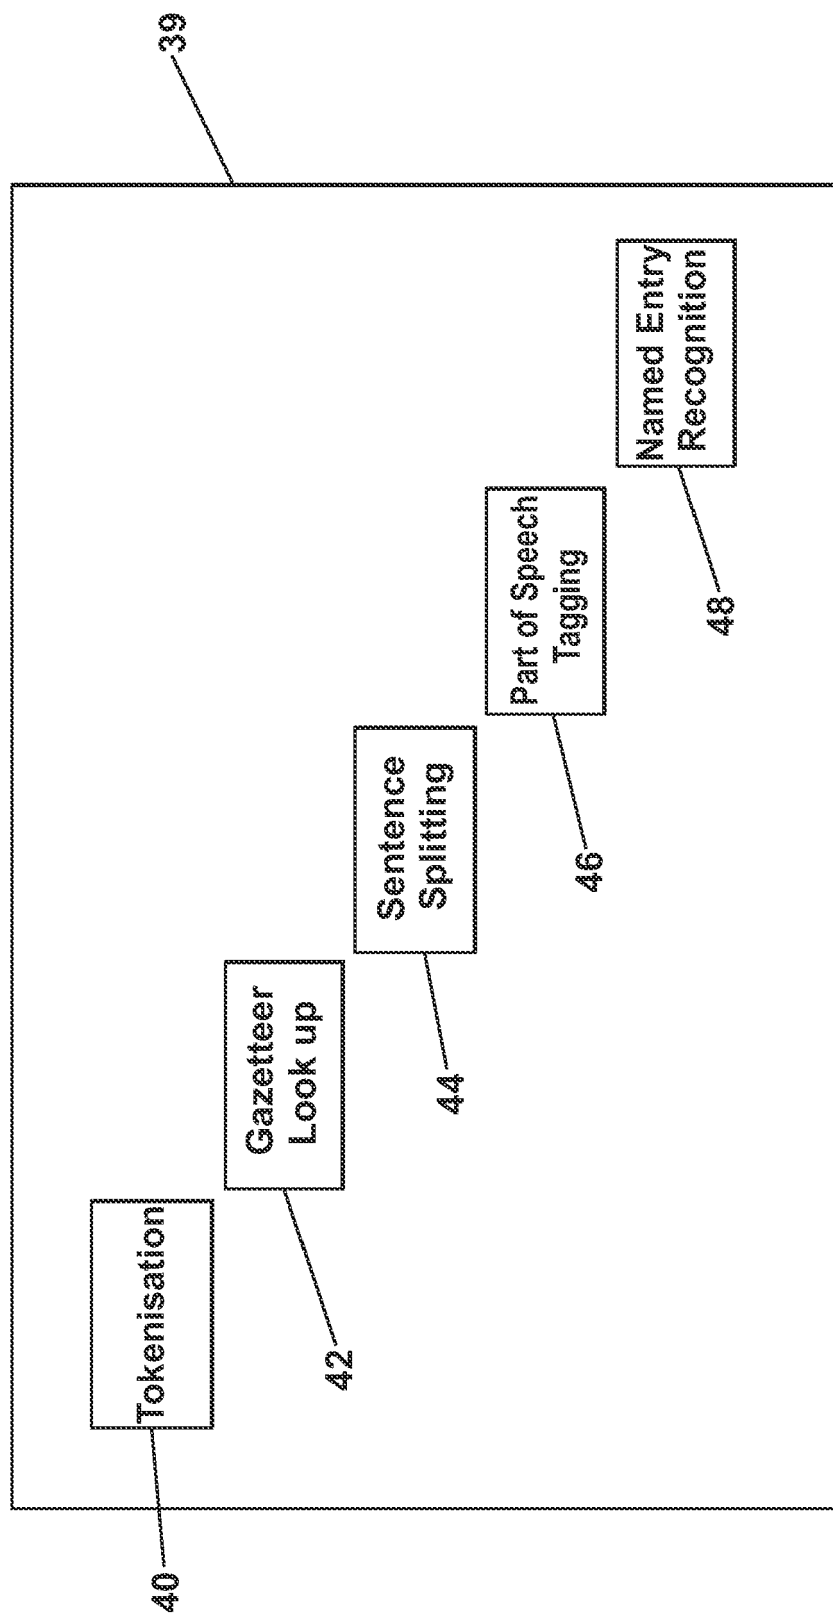 39
40
Tokenisation
42
Gazetteer
Look up
44
Sentence
Splitting
46
Part of Speech
Tagging
48
Named Entry
Recognition